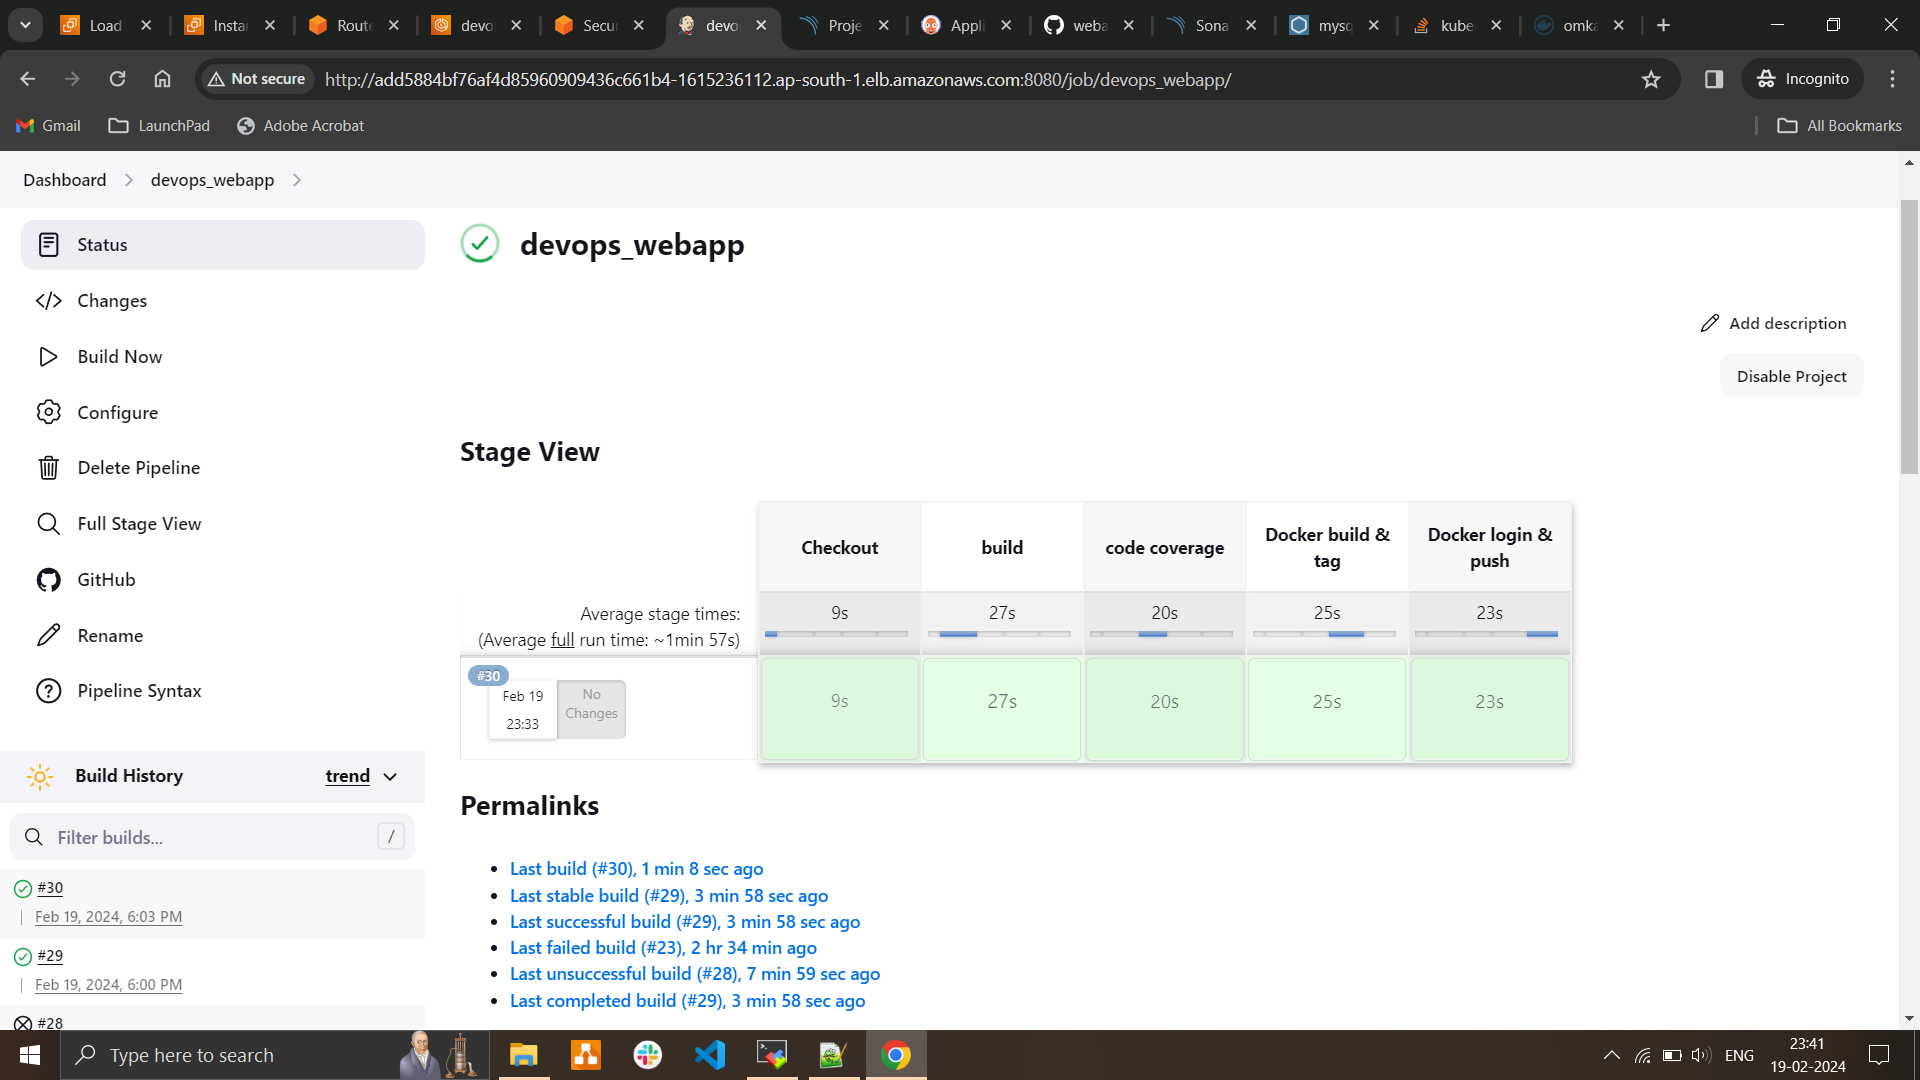 Load
Insta
Route
devo
Secu
devo
Proje
Appli
weba
Sona
mysq
kube
omka
Not secure
http://add5884bf76af4d85960909436c661b4-1615236112.ap-south-1.elb.amazonaws.com:8080/job/devops_webapp/
Incognito
Gmail
LaunchPad
Adobe Acrobat
All Bookmarks
Dashboard
devops_webapp
Status
Changes
Build Now
Configure
Delete Pipeline
Full Stage View
GitHub
Rename
Pipeline Syntax
Build History
trend
Filter builds...
/
#30
Feb 19, 2024, 6:03 PM
#29
Feb 19, 2024, 6:00 PM
#28
devops_webapp
Add description
Disable Project
Stage View
Checkout
build
code coverage
Docker build &
tag
Docker login &
push
Average stage times:
(Average full run time: ~1min 57s)
9s
27s
20s
25s
23s
#30
Feb 19
23:33
No
Changes
9s
27s
20s
25s
23s
Permalinks
Last build (#30), 1 min 8 sec ago
Last stable build (#29), 3 min 58 sec ago
Last successful build (#29), 3 min 58 sec ago
Last failed build (#23), 2 hr 34 min ago
Last unsuccessful build (#28), 7 min 59 sec ago
Last completed build (#29), 3 min 58 sec ago
Type here to search
ENG
23:41
19-02-2024